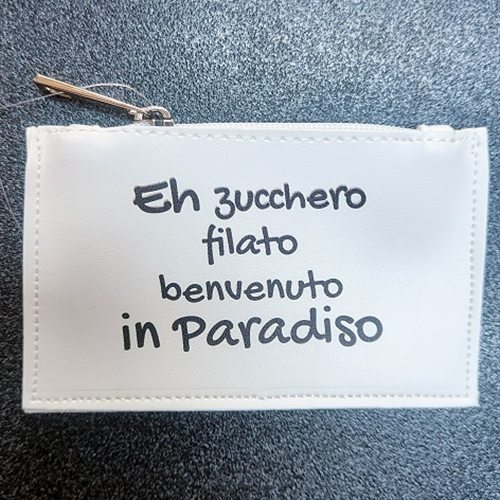 Eh zucchero
filato
benvenuto
in Paradiso